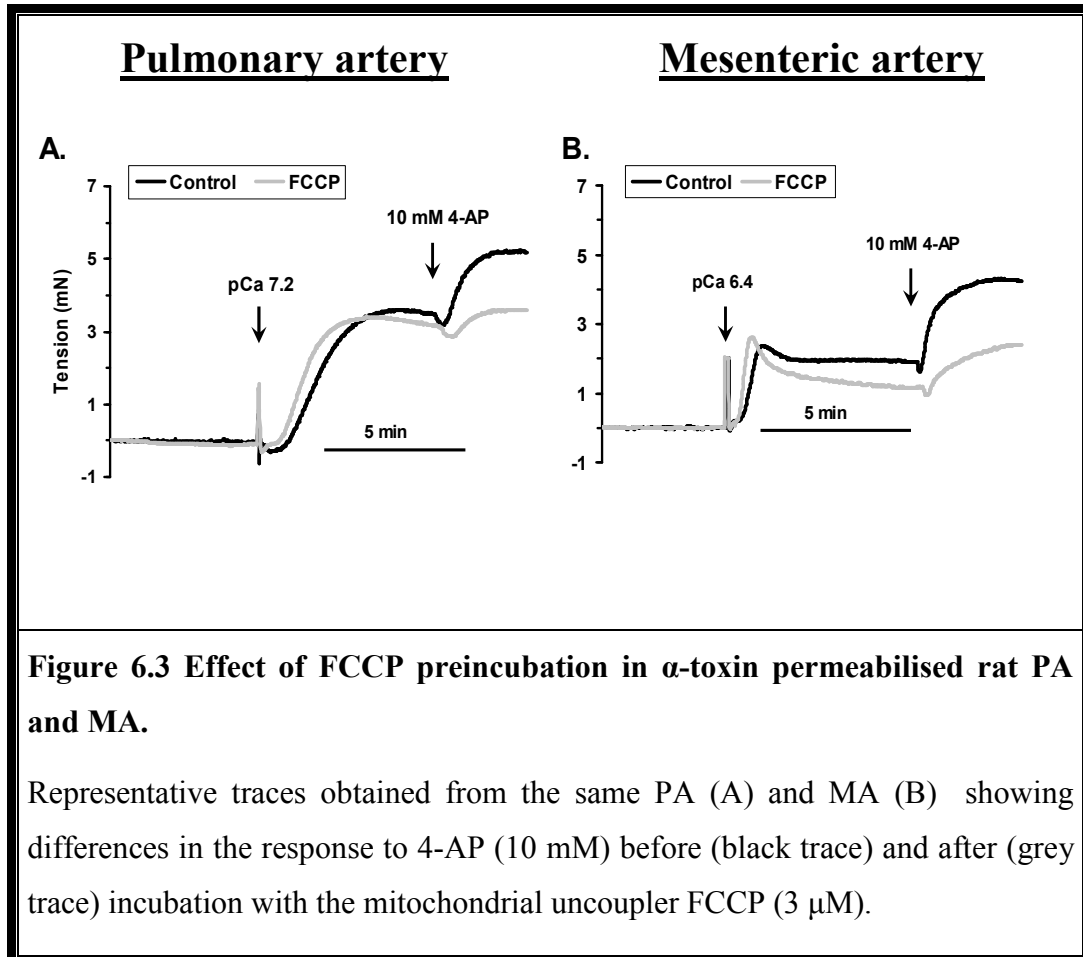 Pulmonary artery
Mesenteric artery
A.
Control FCCP
7
5
3
1
-1
Tension (mN)
pCa 7.2
10 mM 4-AP
5 min
B.
Control FCCP
7
5
3
1
-1
pCa 6.4
10 mM 4-AP
5 min
Figure 6.3 Effect of FCCP preincubation in α-toxin permeabilised rat PA
and MA.
Representative traces obtained from the same PA (A) and MA (B) showing
differences in the response to 4-AP (10 mM) before (black trace) and after (grey
trace) incubation with the mitochondrial uncoupler FCCP (3 μM).